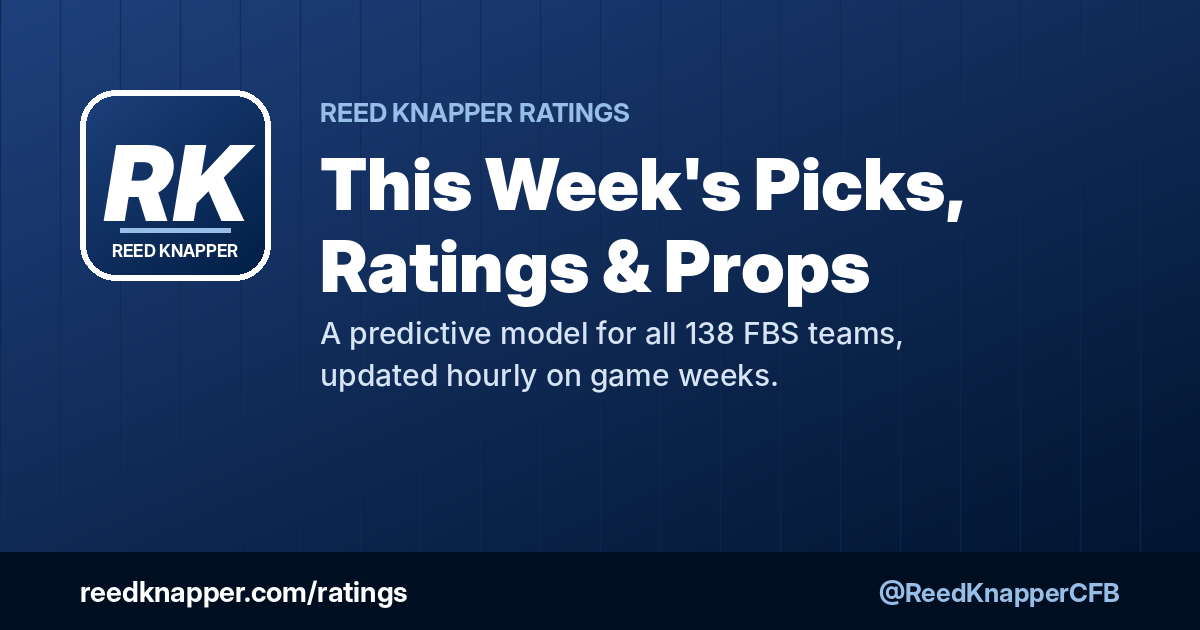 RK
REED KNAPPER
REED KNAPPER RATINGS
This Week's Picks,
Ratings & Props
A predictive model for all 138 FBS teams,
updated hourly on game weeks.
reedknapper.com/ratings
@ReedKnapperCFB